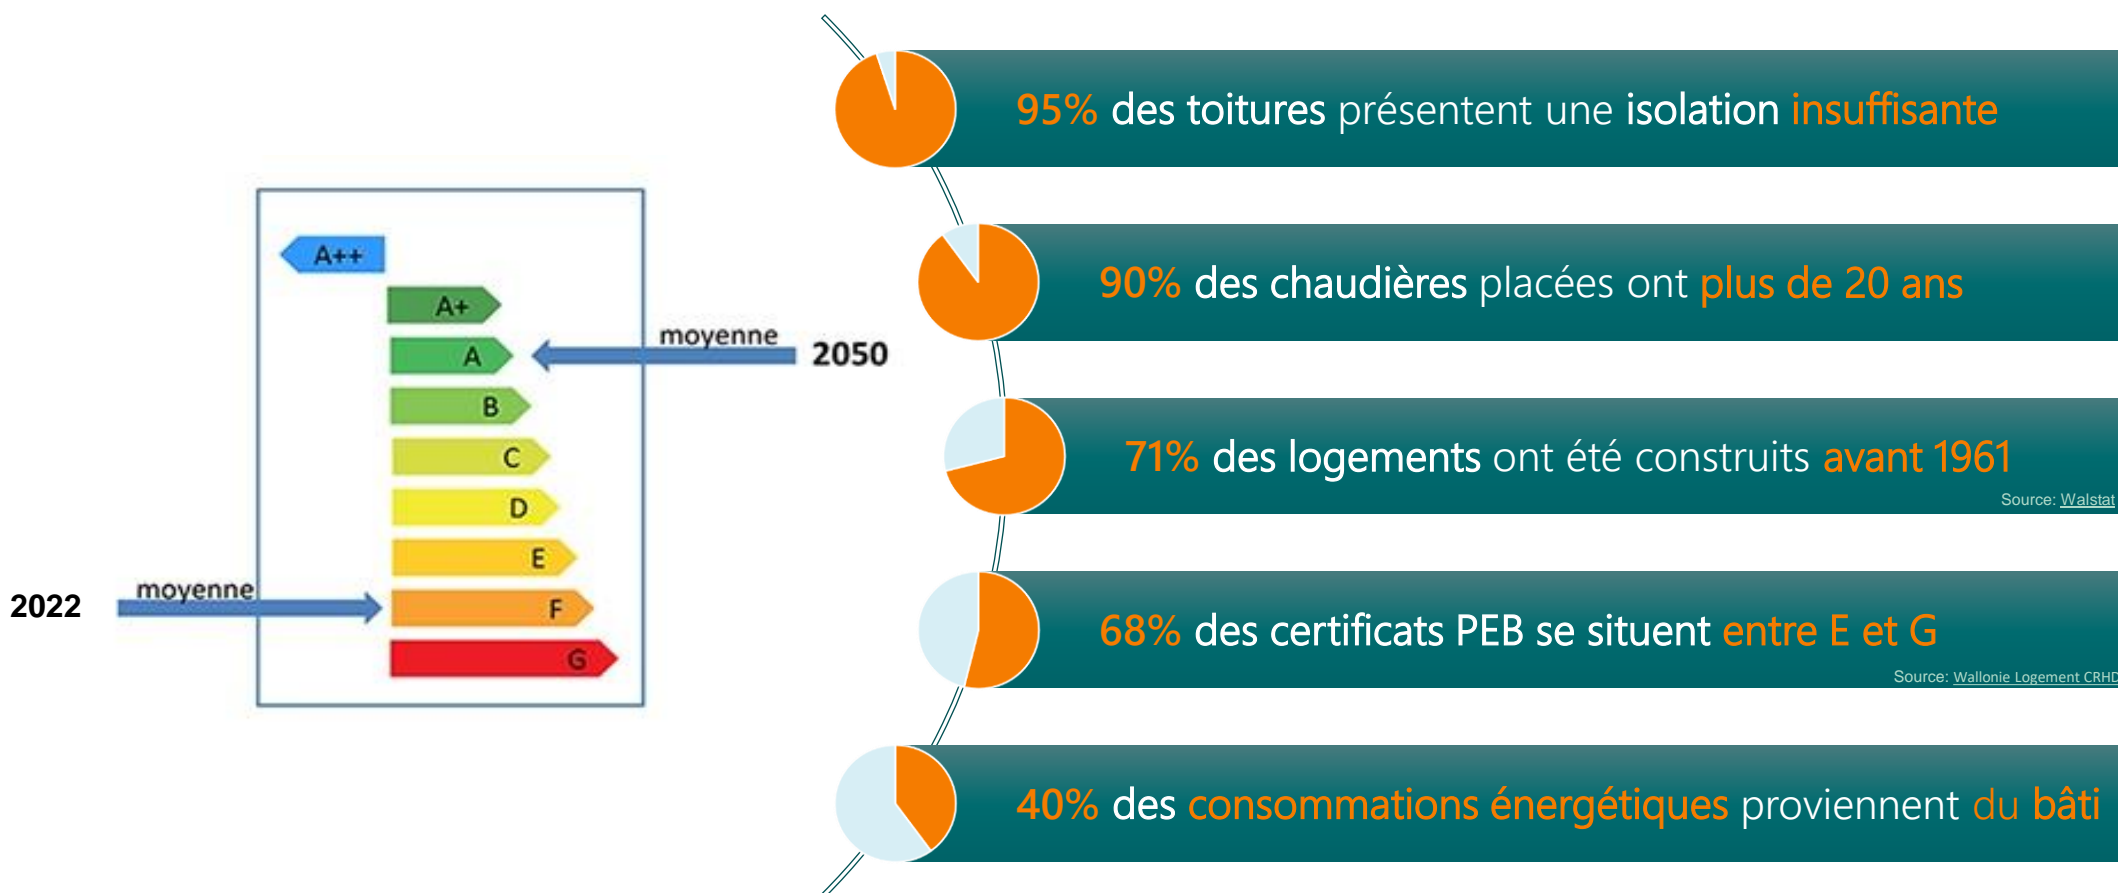 A++
A+
A
B
C
D
E
F
G
moyenne
2050
2022
moyenne
95% des toitures présentent une isolation insuffisante
90% des chaudières placées ont plus de 20 ans
71% des logements ont été construits avant 1961
Source: Walstat
68% des certificats PEB se situent entre E et G
Source: Wallonie Logement CRHD
40% des consommations énergétiques proviennent du bâti